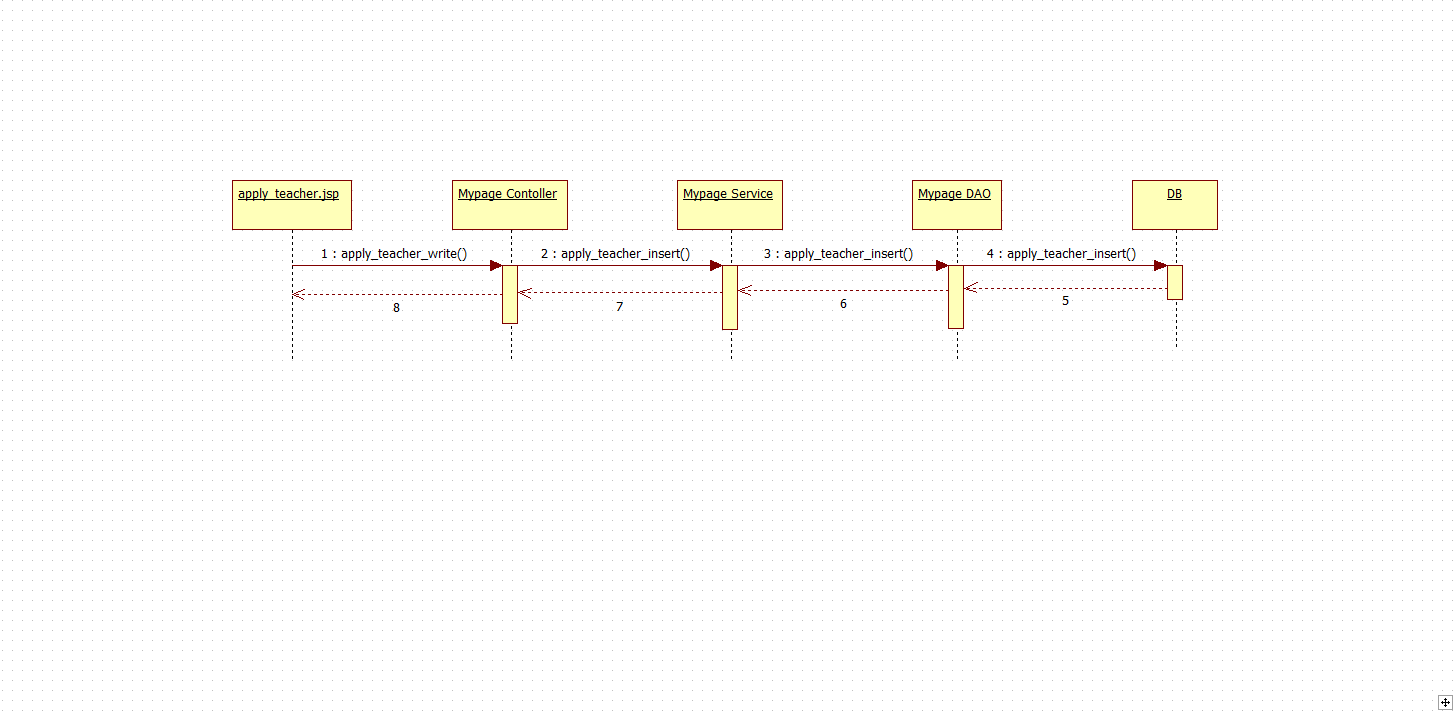 apply_teacher.jsp
Mypage Contoller
Mypage Service
Mypage DAO
DB
1 : apply_teacher_write()
2 : apply_teacher_insert()
3 : apply_teacher_insert()
4 : apply_teacher_insert()
8
7
6
5